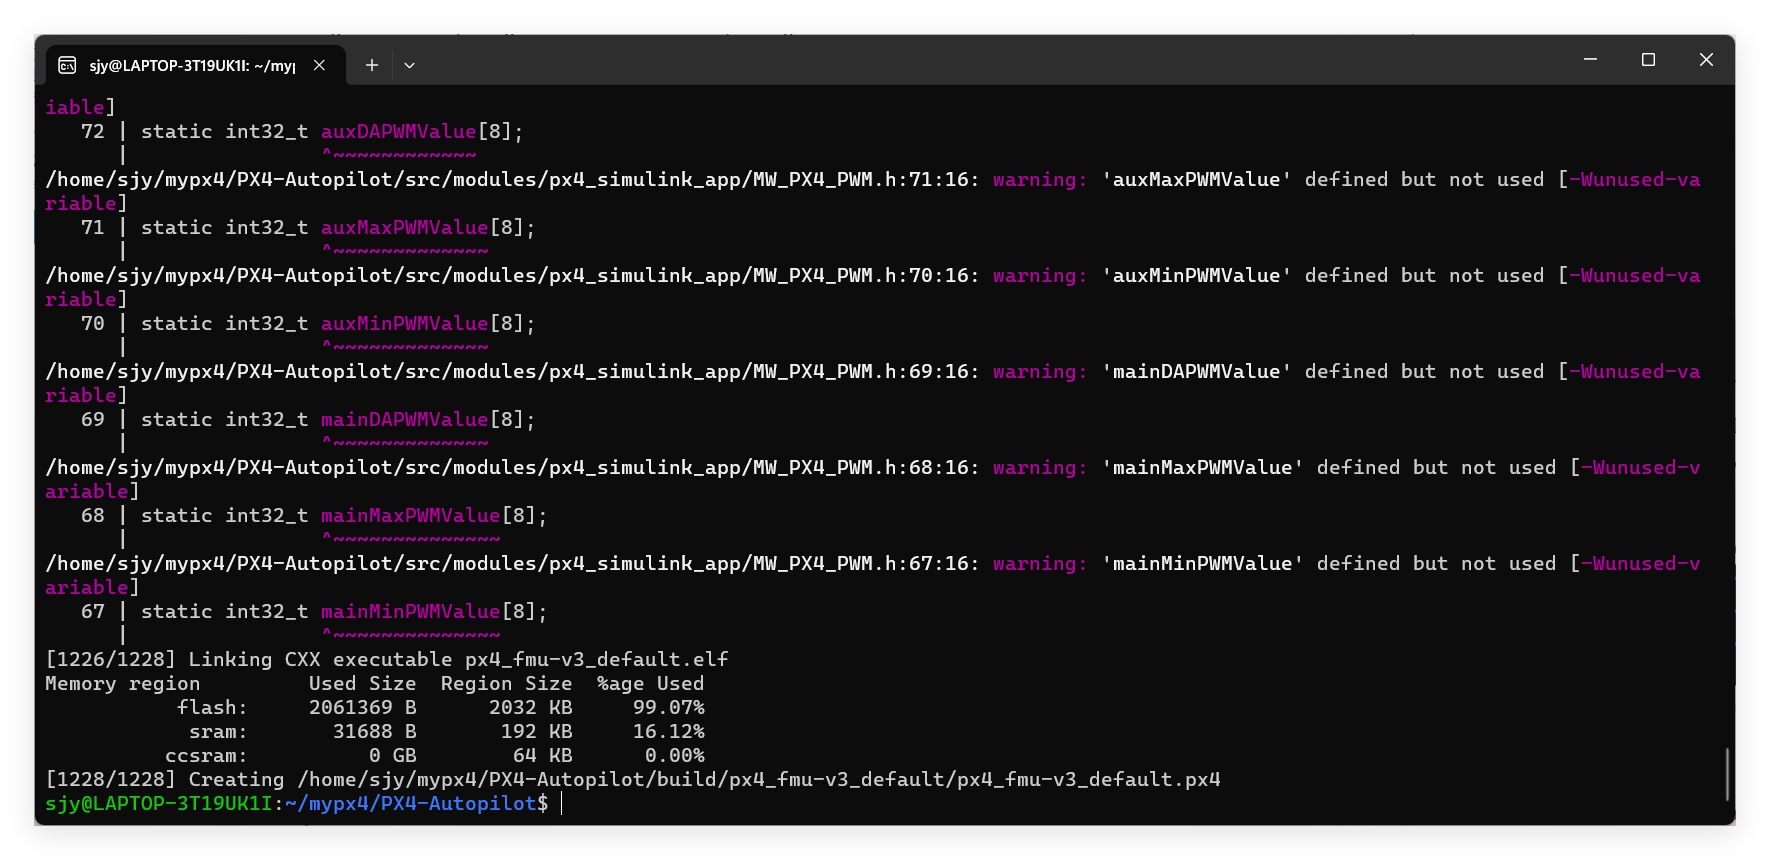 sjy@LAPTOP-3T19UK1I: ~/myp
iable]
   72 | static int32_t auxDAPWMValue[8];
      |                ^~~~~~~~~~~~~
/home/sjy/mypx4/PX4-Autopilot/src/modules/px4_simulink_app/MW_PX4_PWM.h:71:16: warning: 'auxMaxPWMValue' defined but not used [-Wunused-va
riable]
   71 | static int32_t auxMaxPWMValue[8];
      |                ^~~~~~~~~~~~~~
/home/sjy/mypx4/PX4-Autopilot/src/modules/px4_simulink_app/MW_PX4_PWM.h:70:16: warning: 'auxMinPWMValue' defined but not used [-Wunused-va
riable]
   70 | static int32_t auxMinPWMValue[8];
      |                ^~~~~~~~~~~~~~
/home/sjy/mypx4/PX4-Autopilot/src/modules/px4_simulink_app/MW_PX4_PWM.h:69:16: warning: 'mainDAPWMValue' defined but not used [-Wunused-va
riable]
   69 | static int32_t mainDAPWMValue[8];
      |                ^~~~~~~~~~~~~~
/home/sjy/mypx4/PX4-Autopilot/src/modules/px4_simulink_app/MW_PX4_PWM.h:68:16: warning: 'mainMaxPWMValue' defined but not used [-Wunused-v
ariable]
   68 | static int32_t mainMaxPWMValue[8];
      |                ^~~~~~~~~~~~~~~
/home/sjy/mypx4/PX4-Autopilot/src/modules/px4_simulink_app/MW_PX4_PWM.h:67:16: warning: 'mainMinPWMValue' defined but not used [-Wunused-v
ariable]
   67 | static int32_t mainMinPWMValue[8];
      |                ^~~~~~~~~~~~~~~
[1226/1228] Linking CXX executable px4_fmu-v3_default.elf
Memory region         Used Size  Region Size  %age Used
           flash:     2061369 B      2032 KB     99.07%
            sram:       31688 B       192 KB     16.12%
          ccsram:          0 GB        64 KB      0.00%
[1228/1228] Creating /home/sjy/mypx4/PX4-Autopilot/build/px4_fmu-v3_default/px4_fmu-v3_default.px4
sjy@LAPTOP-3T19UK1I:~/mypx4/PX4-Autopilot$